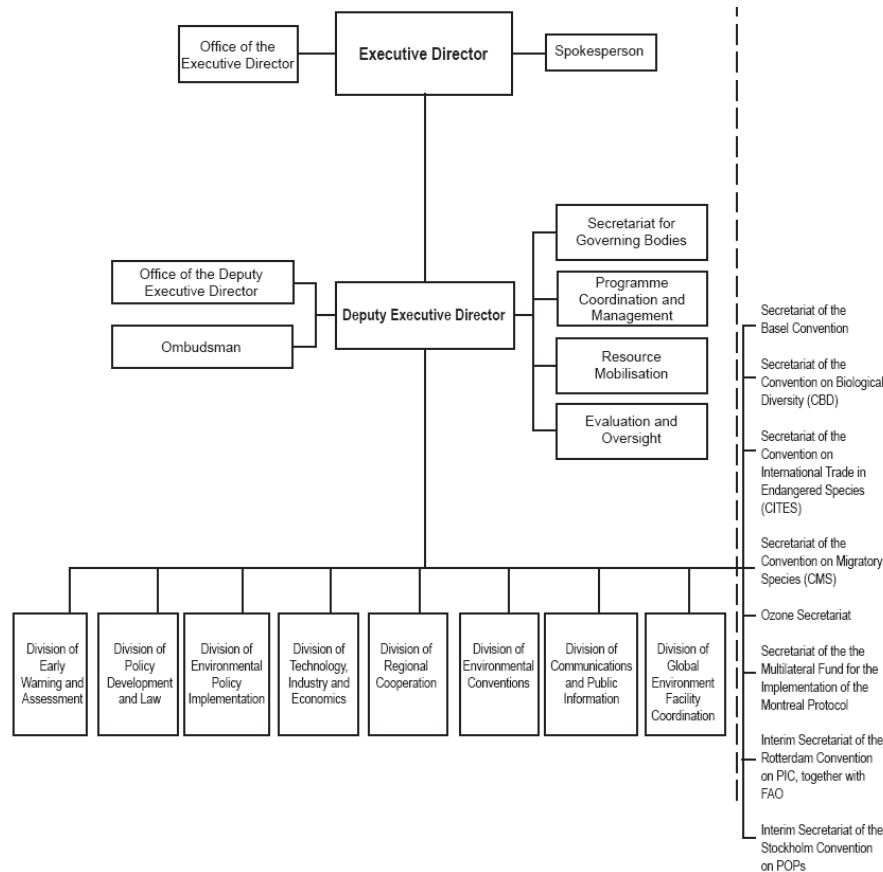 Office of the
Executive Director
Executive Director
Spokesperson
Secretariat for
Governing Bodies
Office of the Deputy
Executive Director
Programme
Coordination and
Management
Deputy Executive Director
Ombudsman
Resource
Mobilisation
Evaluation and
Oversight
Division of
Early
Warning and
Assessment
Division of
Policy
Development
and Law
Division of
Environmental
Policy
Implementation
Division of
Technology,
Industry and
Economics
Division of
Regional
Cooperation
Division of
Environmental
Conventions
Division of
Communications
and Public
Information
Division of
Global
Environment
Facility
Coordination
Secretariat of the
Basel Convention
Secretariat of the
Convention on Biological
Diversity (CBD)
Secretariat of the
Convention on
International Trade in
Endangered Species
(CITES)
Secretariat of the
Convention on Migratory
Species (CMS)
Ozone Secretariat
Secretariat of the the
Multilateral Fund for the
Implementation of the
Montreal Protocol
Interim Secretariat of the
Rotterdam Convention
on PIC, together with
FAO
Interim Secretariat of the
Stockholm Convention
on POPs